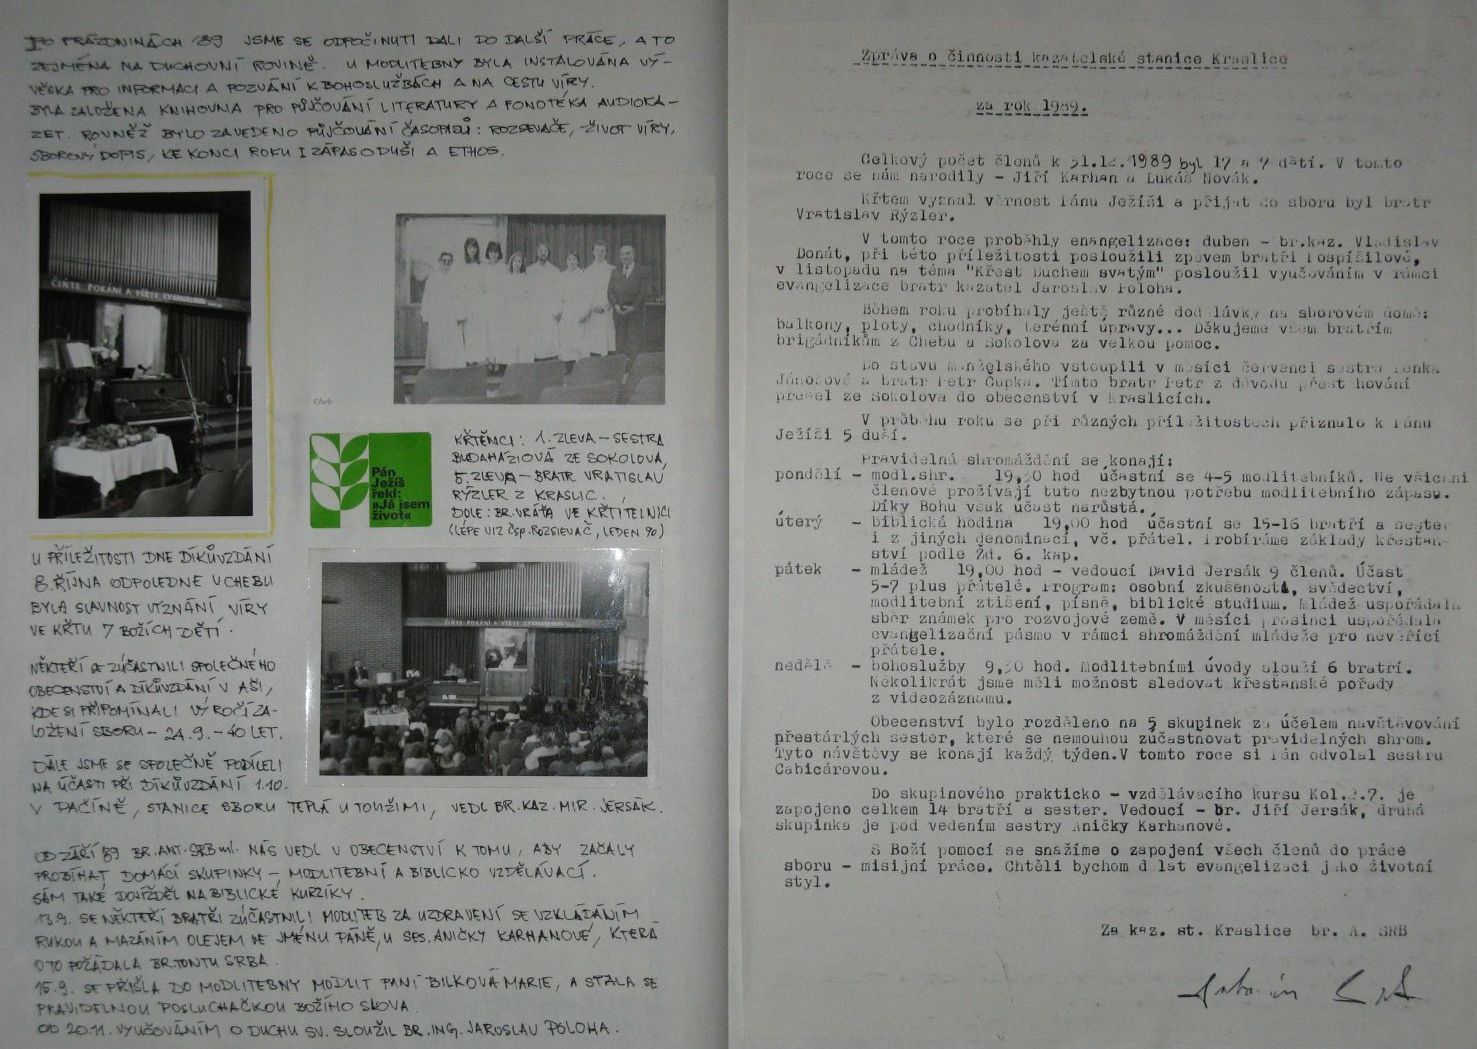 PO PRÁZDNINÁCH '89 JSME SE ODPOČINUTI DALI DO DALŠÍ PRÁCE, A TO
ZEJMÉNA NA DUCHOVNÍ ROVINĚ. U MODLITEBNY BYLA INSTALOVÁNA VÝ-
VĚSKA PRO INFORMACI A POZVÁNÍ K BOHOSLUŽBÁCH A NA CESTU VÍRY.
BYLA ZALOŽENA KNIHOVNA PRO PŮJČOVÁNÍ LITERATURY A FONOTÉKA AUDIOKA-
ZET. ROVNĚŽ BYLO ZAVEDENO PŮJČOVÁNÍ ČASOPISŮ: ROZSEVAČE, ŽIVOT VÍRY,
SBOROVÝ DOPIS, KE KONCI ROKU I ZÁPAS O DUŠI A ETHOS.
ČIŇTE POKÁNÍ A VĚŘTE EVANGELIU
Cheb
Pán
Ježíš
řekl:
»Já jsem
život«
KŘTĚNCI: 1. ZLEVA – SESTRA
BUDAHÁZIOVÁ ZE SOKOLOVA,
5. ZLEVA – BRATR VRATISLAV
RÝZLER Z KRASLIC.
DOLE: BR. VRÁŤA VE KŘTITELNICI
(LÉPE VIZ ČSP. ROZSIEVAČ, LEDEN 90)
U PŘÍLEŽITOSTI DNE DÍKŮVZDÁNÍ
8. ŘÍJNA ODPOLEDNE V CHEBU
BYLA SLAVNOST VYZNÁNÍ VÍRY
VE KŘTU 7 BOŽÍCH DĚTÍ.
NĚKTEŘÍ SE ZÚČASTNILI SPOLEČNÉHO
OBECENSTVÍ A DÍKŮVZDÁNÍ V AŠI,
KDE SI PŘIPOMÍNALI VÝROČÍ ZA-
LOŽENÍ SBORU – 24.9. – 40 LET.
DÁLE JSME SE SPOLEČNĚ PODÍLELI
NA ÚČASTI PŘI DÍKŮVZDÁNÍ 1.10.
V PAČÍNĚ, STANICE SBORU TEPLÁ U TOUŽIMI, VEDL BR. KAZ. MIR. JERSÁK.
ČIŇTE POKÁNÍ A VĚŘTE EVANGELIU
OD ZÁŘÍ 89 BR. ANT. SRB ml. NÁS VEDL V OBECENSTVÍ K TOMU, ABY ZAČALY
PROBÍHAT DOMÁCÍ SKUPINKY – MODLITEBNÍ A BIBLICKO VZDĚLÁVACÍ.
SÁM TAKÉ DOJÍŽDĚL NA BIBLICKÉ KURZÍKY.
13.9. SE NĚKTEŘÍ BRATŘI ZÚČASTNILI MODLITEB ZA UZDRAVENÍ SE VZKLÁDÁNÍM
RUKOU A MAZÁNÍM OLEJEM VE JMÉNU PÁNĚ, U SES. ANIČKY KARHANOVÉ, KTERÁ
O TO POŽÁDALA BR. TONTU SRBA.
15.9. SE PŘIŠLA DO MODLITEBNY MODLIT PANÍ BILKOVÁ MARIE, A STALA SE
PRAVIDELNOU POSLUCHAČKOU BOŽÍHO SLOVA.
OD 20.11. VYUČOVÁNÍM O DUCHU SV. SLOUŽIL BR. ING. JAROSLAV POLOHA.
Zpráva o činnosti kazatelské stanice Kraslice
za rok 1989.
Celkový počet členů k 31.12.1989 byl 17 a 7 dětí. V tomto
roce se nám narodily – Jiří Karhan a Lukáš Novák.
Křtem vyznal věrnost Pánu Ježíši a přijat do sboru byl bratr
Vratislav Rýzler.
V tomto roce proběhly enangelizace: duben – br.kaz. Vladislav
Donát, při této příležitosti posloužili zpěvem bratři Pospíšilové,
v listopadu na téma "Křest Duchem svatým" posloužil vyučováním v rámci
evangelizace bratr kazatel Jaroslav Poloha.
Během roku probíhaly ještě různé dodělávky na sborovém domě:
balkony, ploty, chodníky, terénní úpravy... Děkujeme všem bratřím
brigádníkům z Chebu a Sokolova za velkou pomoc.
Do stavu manželského vstoupili v měsíci červenci sestra Lenka
Jánošová a bratr Petr Čupka. Tímto bratr Petr z důvodu přestěhování
přešel ze Sokolova do obecenství v Kraslicích.
V průběhu roku se při různých příležitostech přiznalo k Pánu
Ježíši 5 duší.
Pravidelná shromáždění se konají:
pondělí – modl.shr. 19,30 hod účastní se 4-5 modlitebníků. Ne všichni
členové prožívají tuto nezbytnou potřebu modlitebního zápasu.
Díky Bohu však účast narůstá.
úterý – biblická hodina 19,00 hod účastní se 15-16 bratří a sester
i z jiných denominací, vč. přátel. Probíráme základy křesťan-
ství podle Žd. 6. kap.
pátek – mládež 19,00 hod – vedoucí David Jersák 9 členů. Účast
5-7 plus přátelé. Program: osobní zkušenosti, svědectví,
modlitební ztišení, písně, biblické studium. Mládež uspořádala
sběr známek pro rozvojové země. V měsíci prosinci uspořádala
evangelizační pásmo v rámci shromáždění mládeže pro nevěřící
přátele.
neděle – bohoslužby 9,30 hod. Modlitebními úvody slouží 6 bratří.
Několikrát jsme měli možnost sledovat křesťanské pořady
z videozáznamu.
Obecenství bylo rozděleno na 5 skupinek za účelem navštěvování
přestárlých sester, které se nemouhou zúčastňovat pravidelných shrom.
Tyto návštěvy se konají každý týden.V tomto roce si Pán odvolal sestru
Cabicárovou.
Do skupinového prakticko – vzdělávacího kursu Kol.2.7. je
zapojeno celkem 14 bratří a sester. Vedoucí – br. Jiří Jersák, druhá
skupinka je pod vedením sestry Aničky Karhanové.
S Boží pomocí se snažíme o zapojení všech členů do práce
sboru – misijní práce. Chtěli bychom dělat evangelizaci jako životní
styl.
Za kaz. st. Kraslice br. A. SRB
Antonín Srb